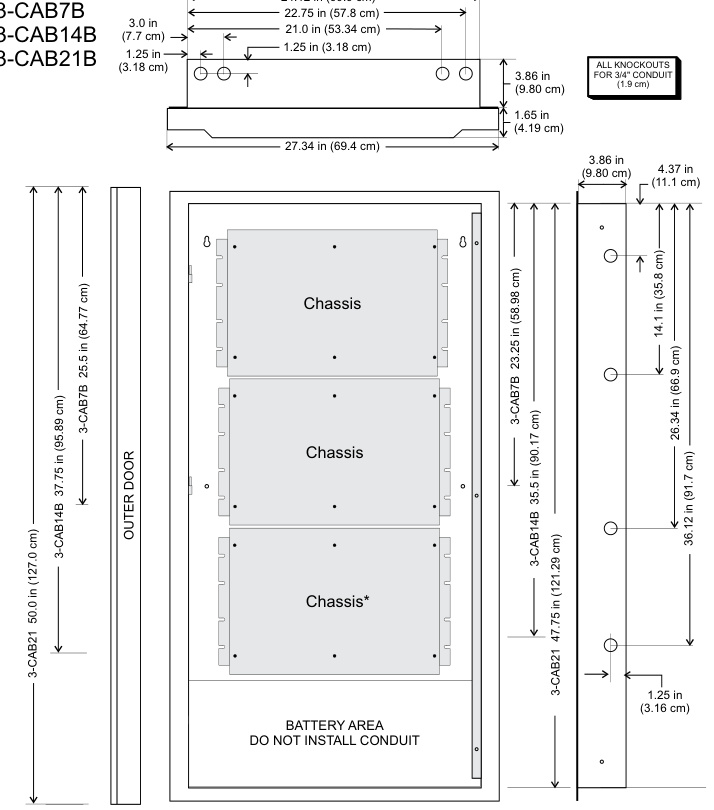 3-CAB7B
3-CAB14B
3-CAB21B
22.75 in (57.8 cm)
21.0 in (53.34 cm)
3.0 in
(7.7 cm)
1.25 in (3.18 cm)
1.25 in
(3.18 cm)
3.86 in
(9.80 cm)
1.65 in
(4.19 cm)
27.34 in (69.4 cm)
ALL KNOCKOUTS
FOR 3/4" CONDUIT
(1.9 cm)
3-CAB21 50.0 in (127.0 cm)
3-CAB14B 37.75 in (95.89 cm)
3-CAB7B 25.5 in (64.77 cm)
OUTER DOOR
Chassis
Chassis
Chassis*
BATTERY AREA
DO NOT INSTALL CONDUIT
3-CAB7B 23.25 in (58.98 cm)
3-CAB14B 35.5 in (90.17 cm)
3-CAB21 47.75 in (121.29 cm)
3.86 in
(9.80 cm)
4.37 in
(11.1 cm)
14.1 in (35.8 cm)
26.34 in (66.9 cm)
36.12 in (91.7 cm)
1.25 in
(3.16 cm)